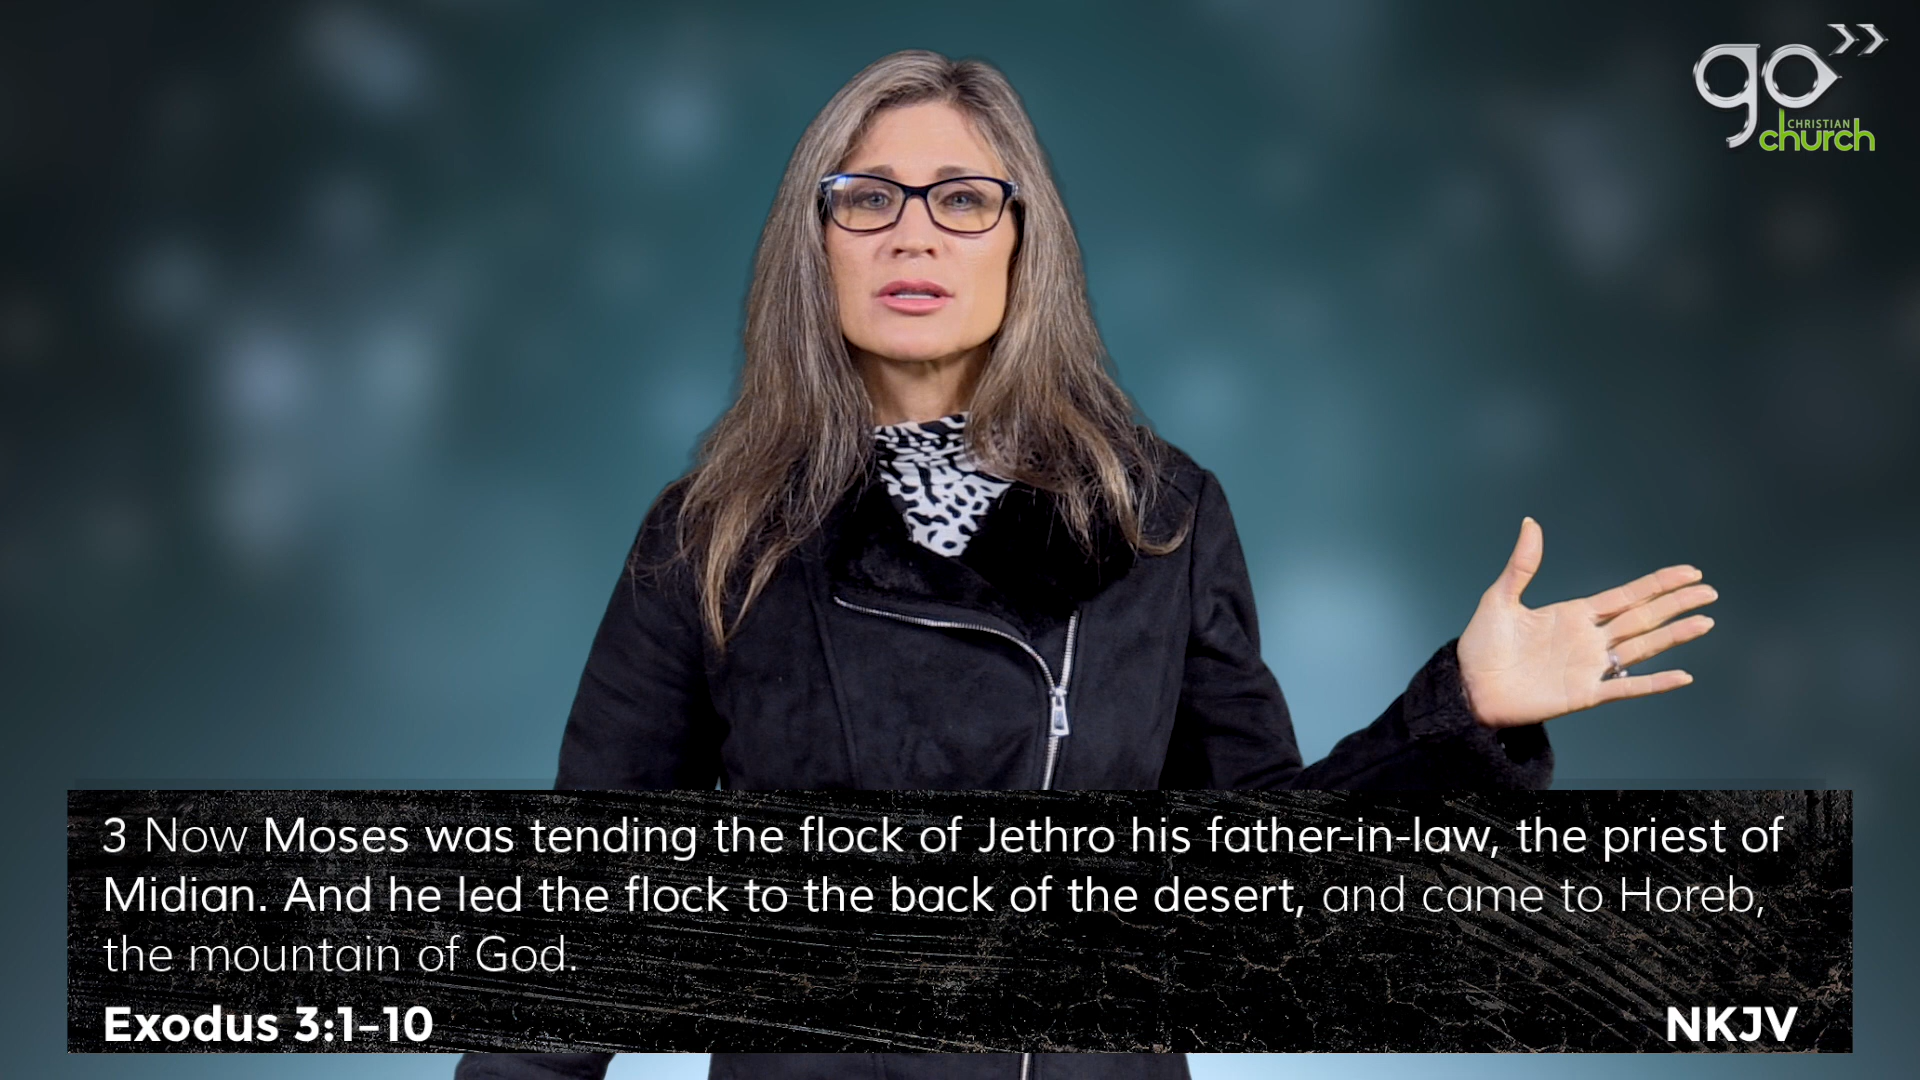 go
CHRISTIAN
church
3 Now Moses was tending the flock of Jethro his father-in-law, the priest of
Midian. And he led the flock to the back of the desert, and came to Horeb,
the mountain of God.
Exodus 3:1-10
NKJV